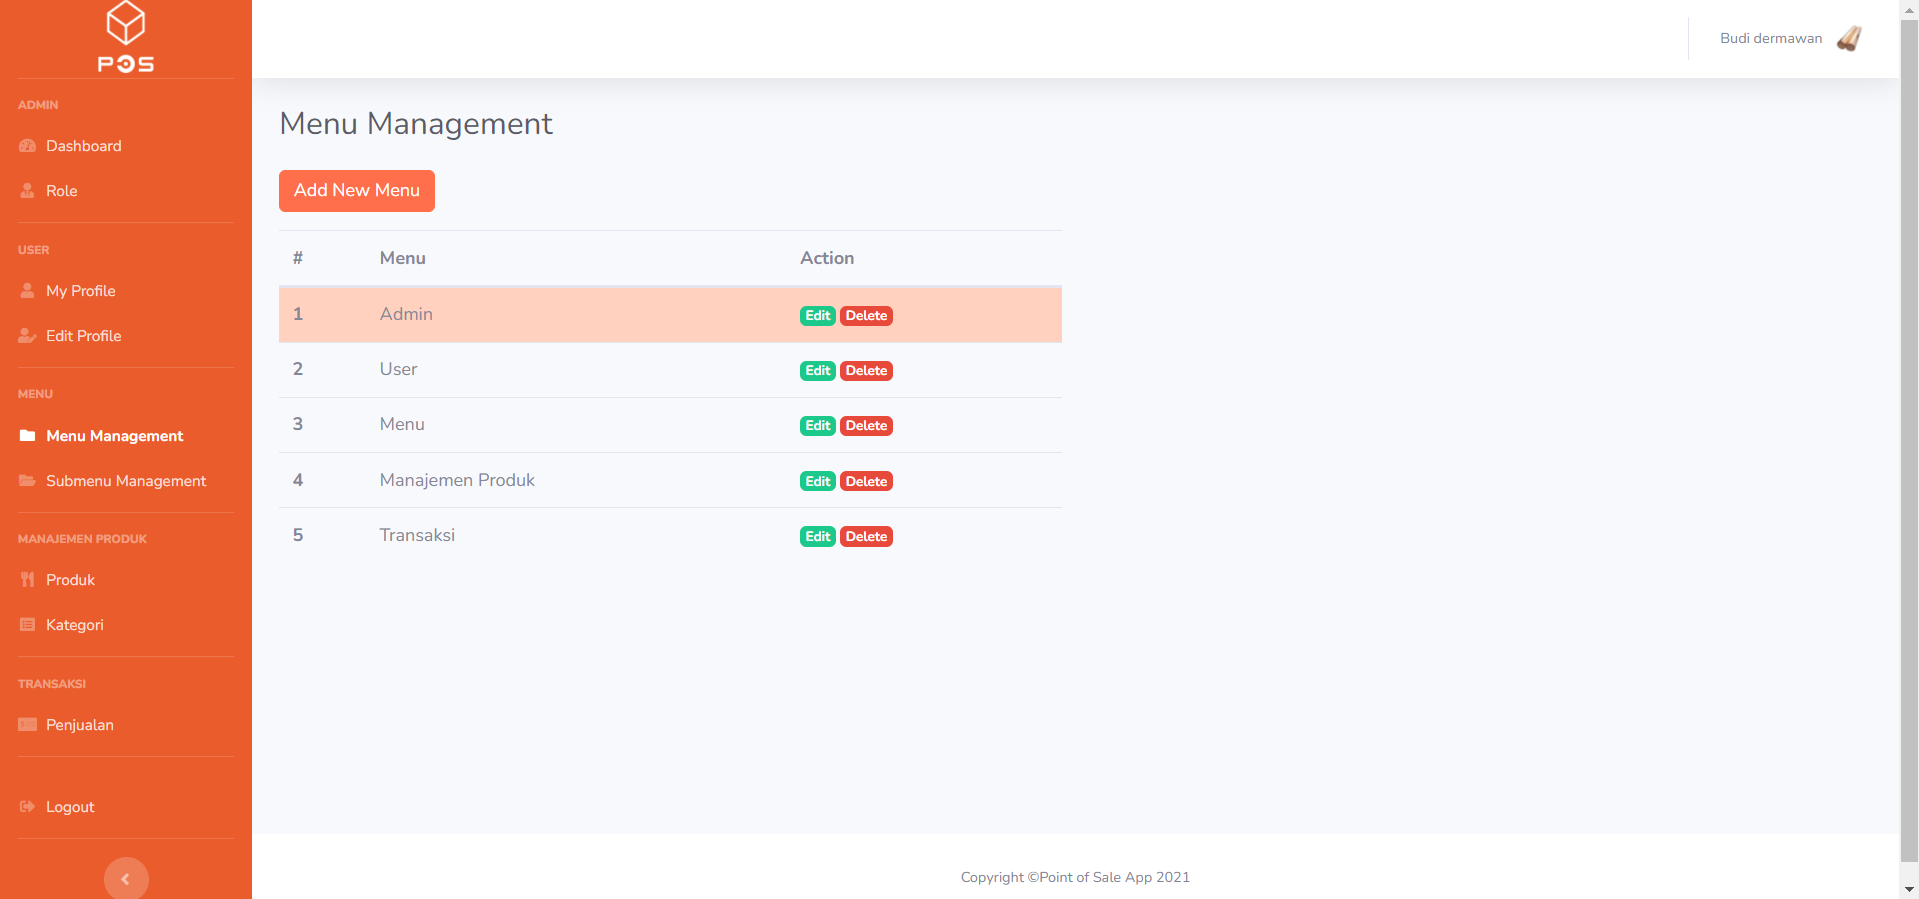 POS
ADMIN
Dashboard
Role
USER
My Profile
Edit Profile
MENU
Menu Management
Submenu Management
MANAJEMEN PRODUK
Produk
Kategori
TRANSAKSI
Penjualan
Logout
Budi dermawan
Menu Management
Add New Menu
# Menu Action
1 Admin Edit Delete
2 User Edit Delete
3 Menu Edit Delete
4 Manajemen Produk Edit Delete
5 Transaksi Edit Delete
Copyright ©Point of Sale App 2021